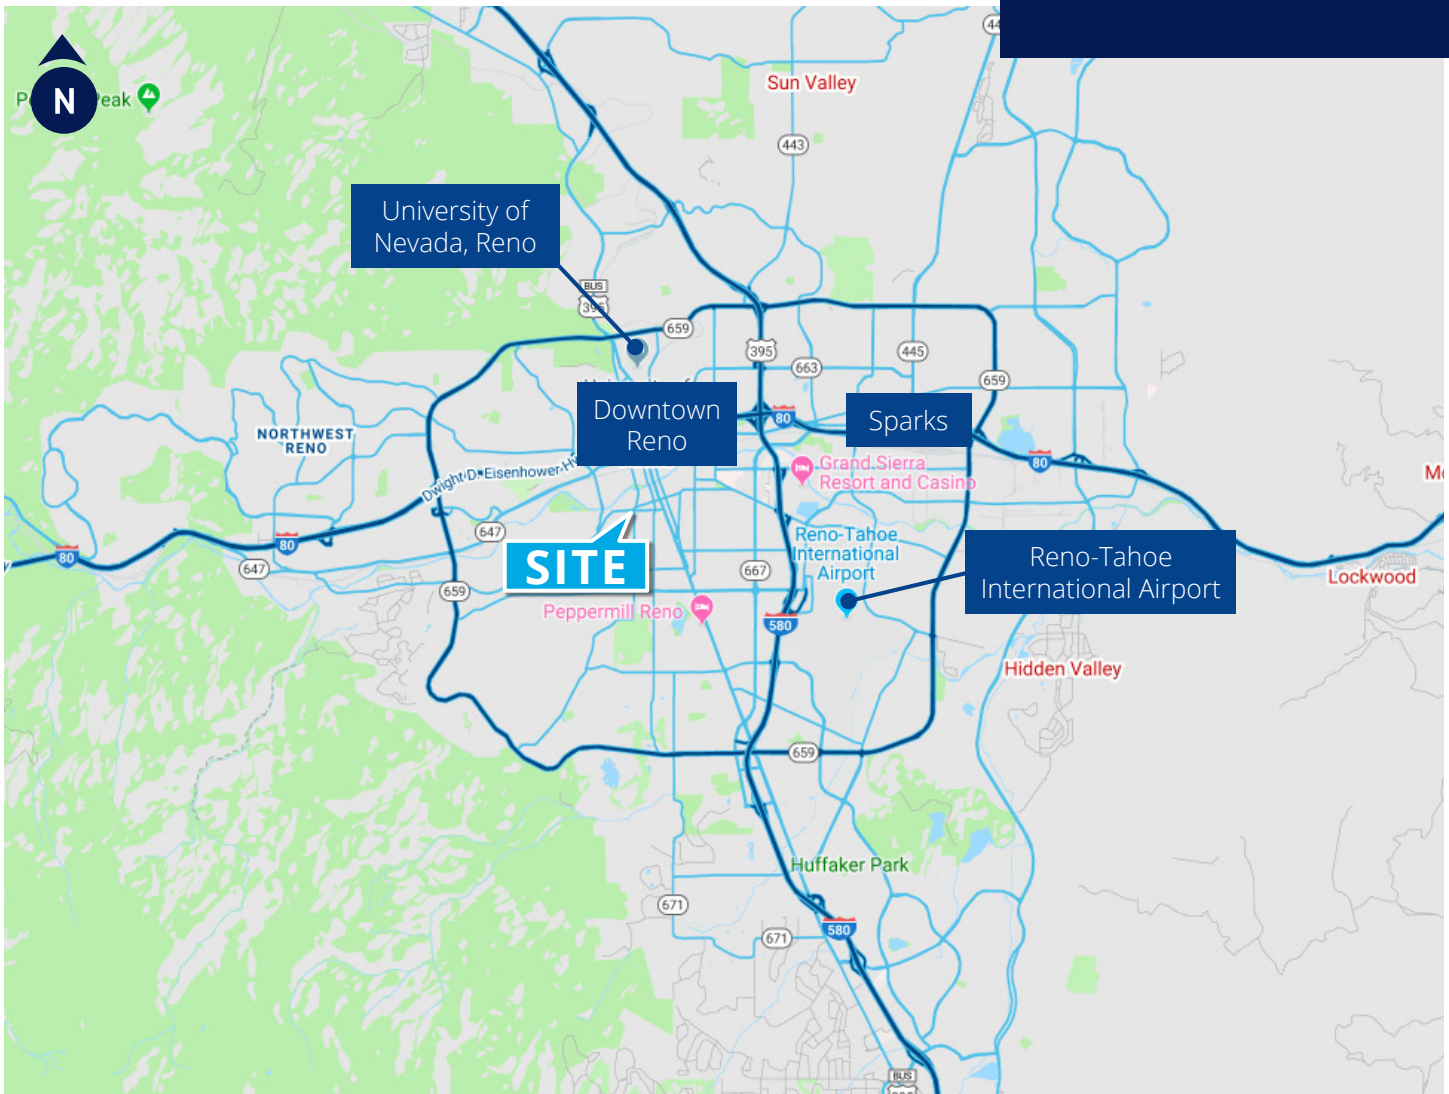 44
Sun Valley
N
Peak
443
University of
Nevada, Reno
BUS
395
659
395
663
445
659
Downtown
Reno
80
Sparks
NORTHWEST
RENO
80
Grand Sierra
Resort and Casino
Dwight D. Eisenhower
647
Reno-Tahoe
International
Airport
SITE
80
80
647
667
Reno-Tahoe
International Airport
Lockwood
659
Peppermill Reno
580
Hidden Valley
659
Huffaker Park
671
580
671
BUS